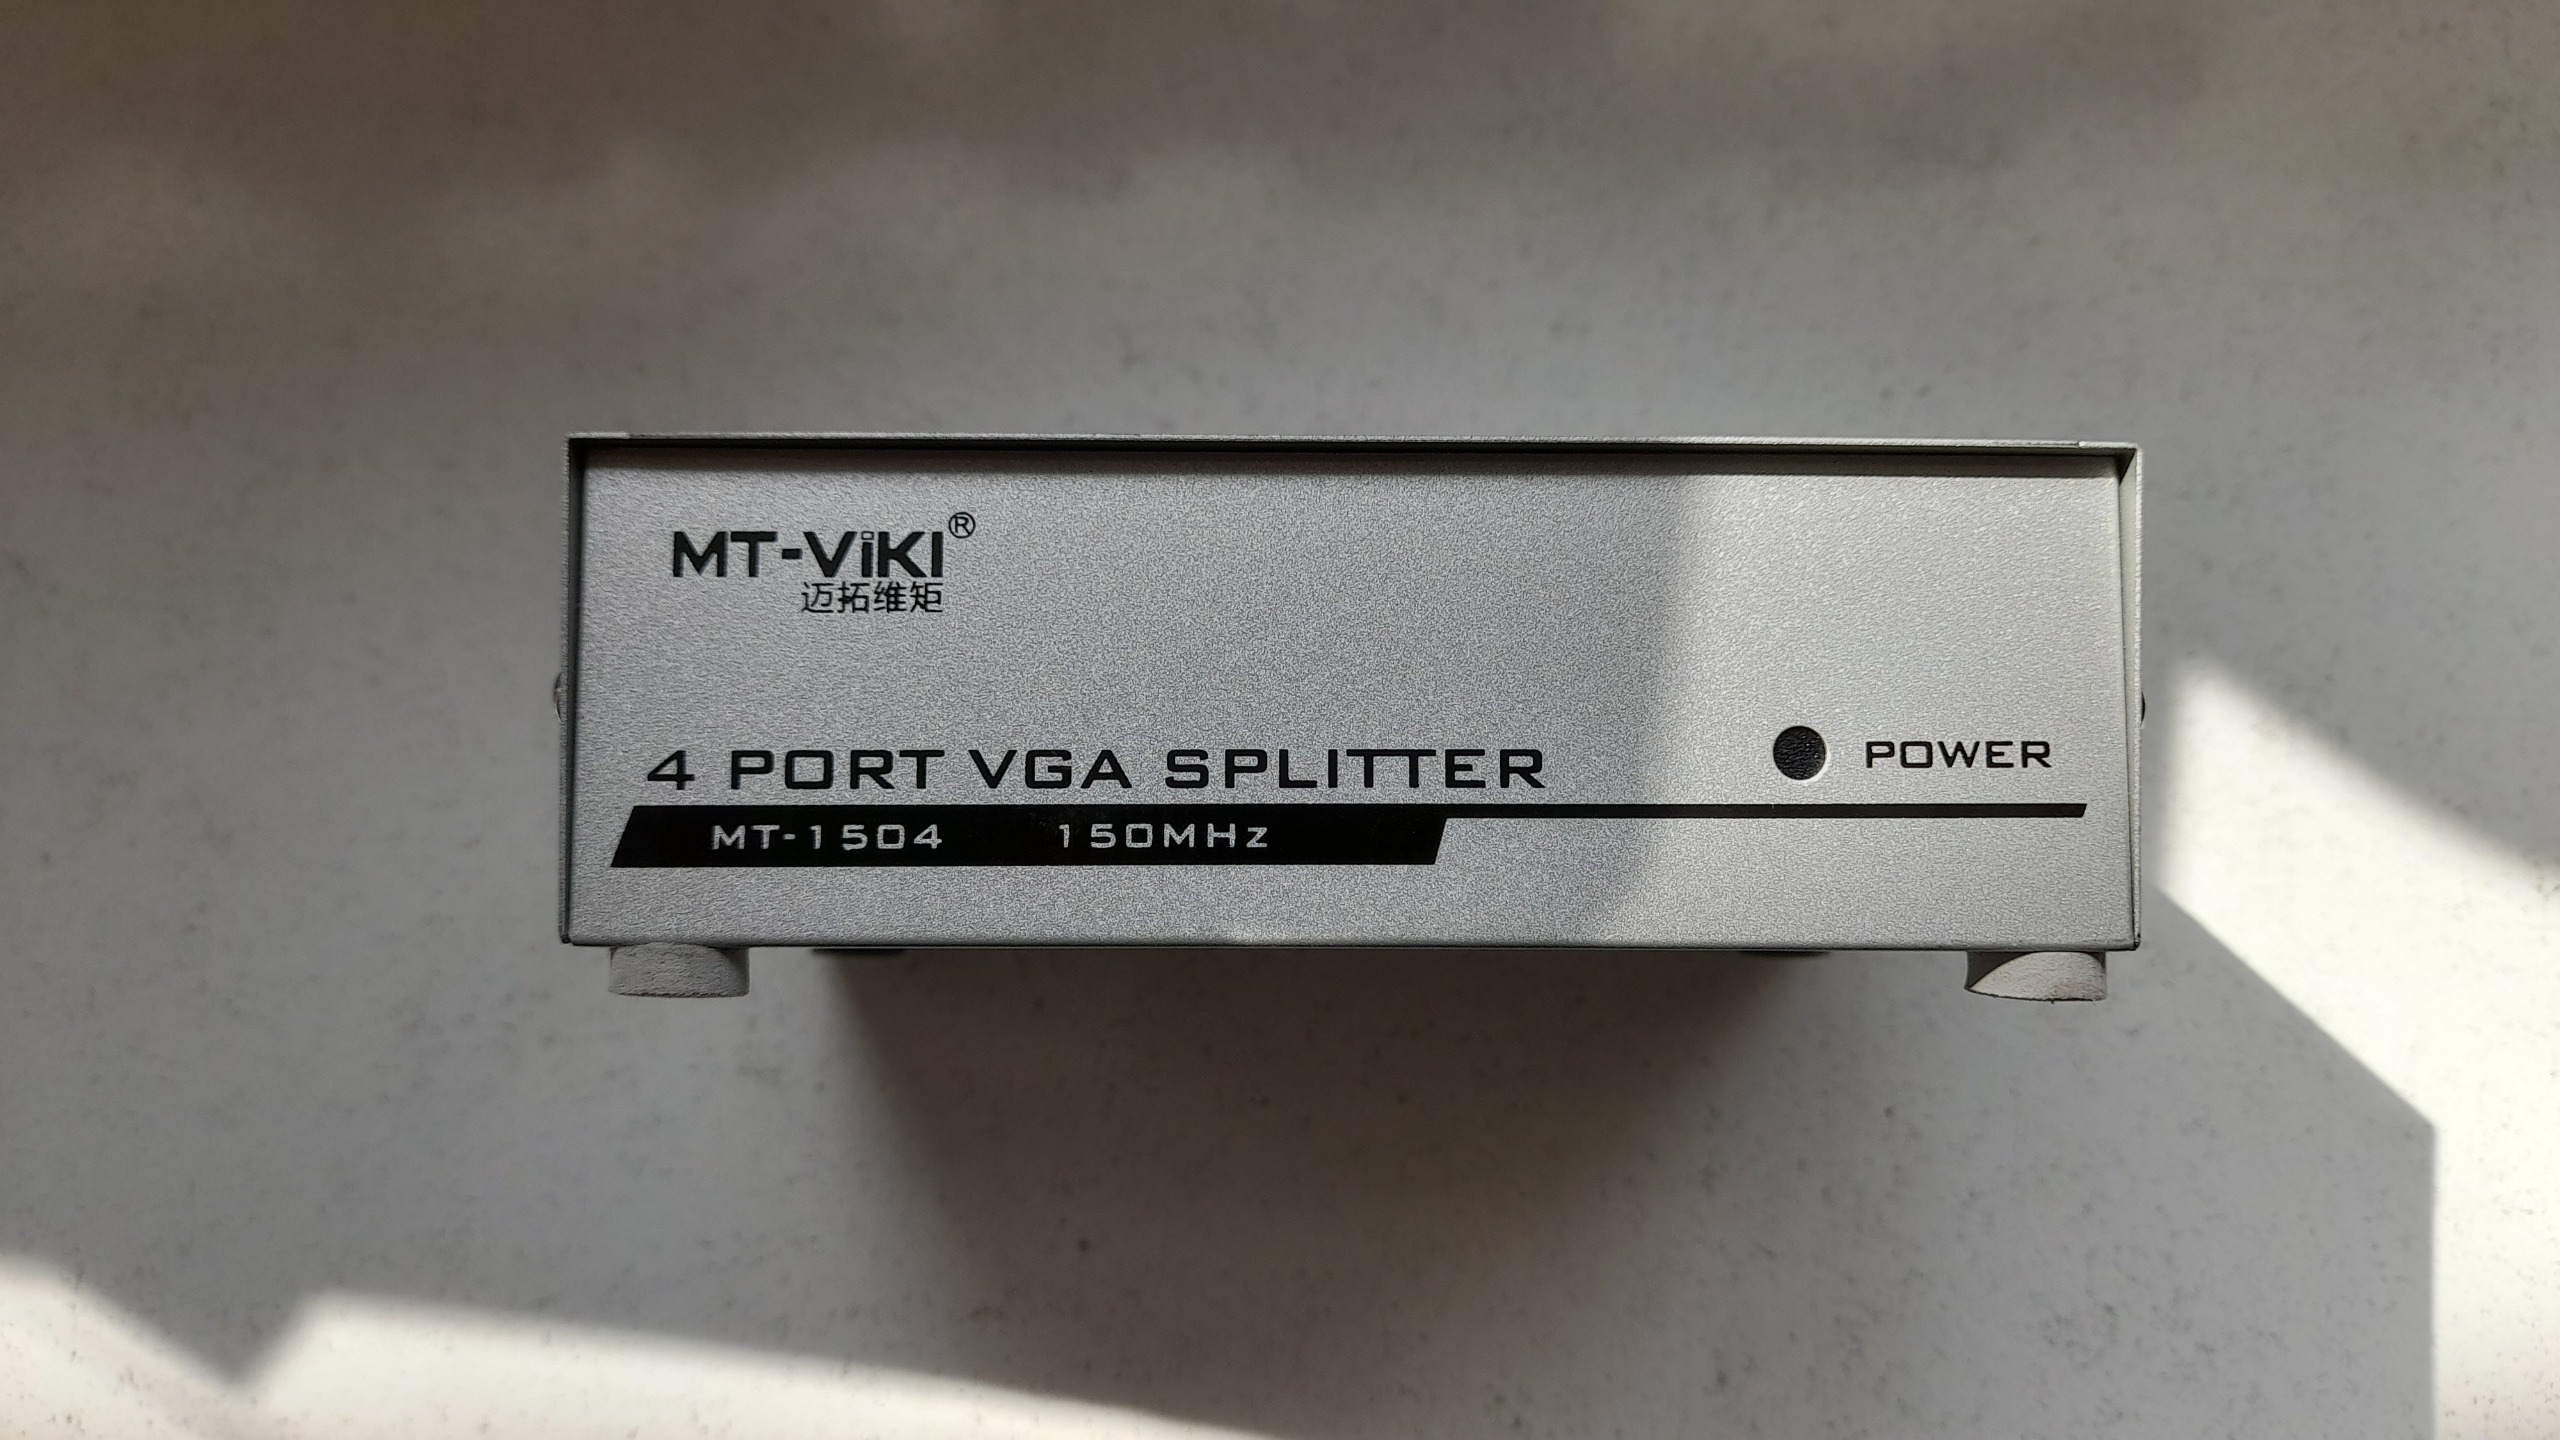 MT-ViKI®
迈拓维矩
4 PORT VGA SPLITTER
POWER
MT-1504 150MHz